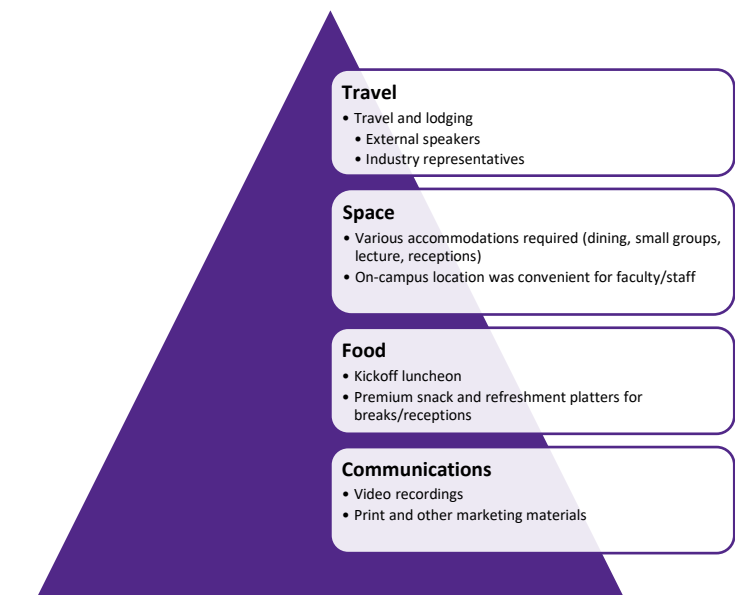 Travel
• Travel and lodging
• External speakers
• Industry representatives
Space
• Various accommodations required (dining, small groups,
lecture, receptions)
• On-campus location was convenient for faculty/staff
Food
• Kickoff luncheon
• Premium snack and refreshment platters for
breaks/receptions
Communications
• Video recordings
• Print and other marketing materials